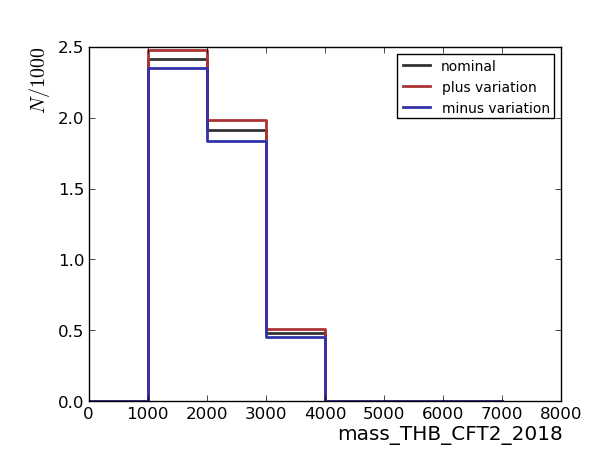 N/1000
2.5
2.0
1.5
1.0
0.5
0.0
nominal
plus variation
minus variation
0 1000 2000 3000 4000 5000 6000 7000 8000
mass_THB_CFT2_2018